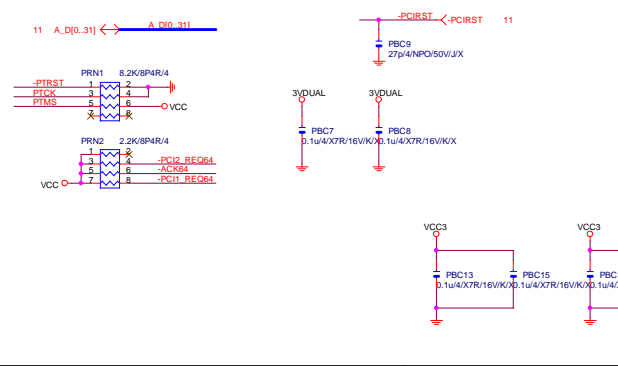 -PCIRST
-PCIRST 11
11 A_D[0..31] A_D[0..31]
PBC9
27p/4/NPO/50V/J/X
PRN1 8.2K/8P4R/4
-PTRST 1 2
PTCK 3 4
PTMS 5 6 VCC
7 8
3VDUAL 3VDUAL
PBC7 PBC8
0.1u/4/X7R/16V/K/X 0.1u/4/X7R/16V/K/X
PRN2 2.2K/8P4R/4
1 2
3 4 -PCI2_REQ64
5 6 -ACK64
VCC 7 8 -PCI1_REQ64
VCC3 VCC3
PBC13 PBC15 PBC
0.1u/4/X7R/16V/K/X 0.1u/4/X7R/16V/K/X 0.1u/4/